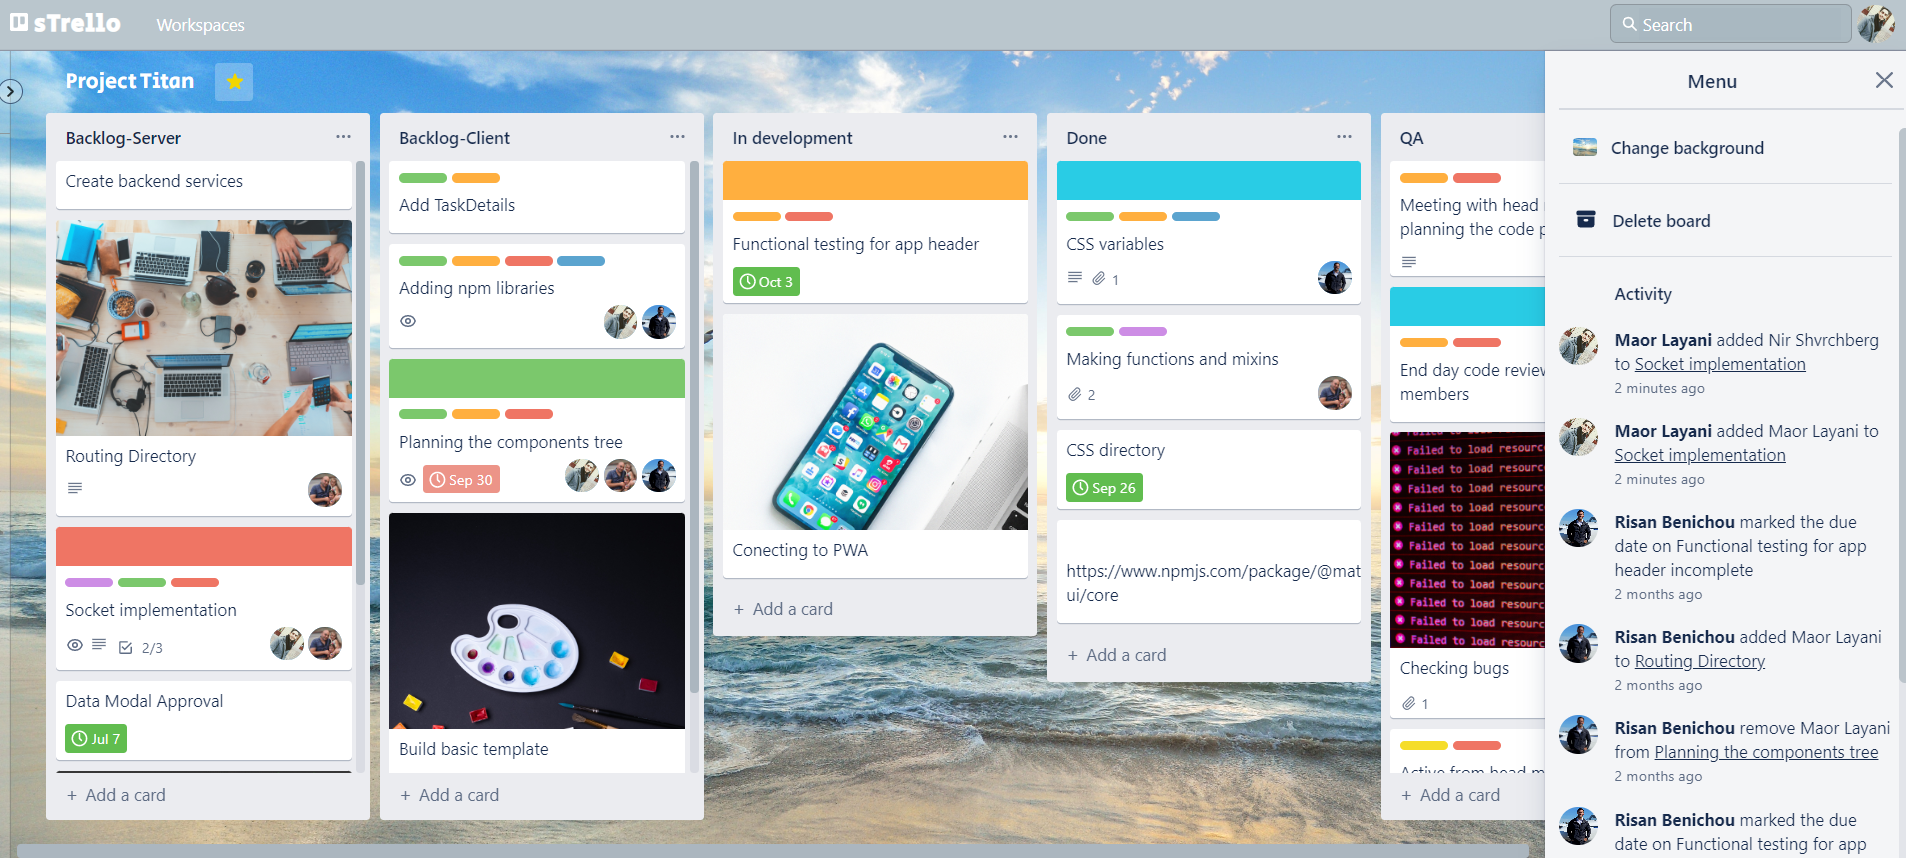 sTrello
Workspaces
Search
Project Titan
Menu
Change background
Delete board
Activity
Maor Layani added Nir Shvrchberg
to Socket implementation
2 minutes ago
Maor Layani added Maor Layani to
Socket implementation
2 minutes ago
Risan Benichou marked the due
date on Functional testing for app
header incomplete
2 months ago
Risan Benichou added Maor Layani
to Routing Directory
2 months ago
Risan Benichou remove Maor Layani
from Planning the components tree
2 months ago
Risan Benichou marked the due
date on Functional testing for app
Backlog-Server
Create backend services
Routing Directory
Socket implementation
2/3
Data Modal Approval
Jul 7
+ Add a card
Backlog-Client
Add TaskDetails
Adding npm libraries
Planning the components tree
Sep 30
Build basic template
+ Add a card
In development
Functional testing for app header
Oct 3
Conecting to PWA
+ Add a card
Done
CSS variables
1
Making functions and mixins
2
CSS directory
Sep 26
https://www.npmjs.com/package/@mat
ui/core
+ Add a card
QA
Meeting with head
planning the code
End day code review
members
Failed to load resourc
Failed to load resourc
Failed to load resourc
Failed to load resourc
Failed to load resourc
Failed to load resourc
Failed to load resourc
Failed to load resourc
Failed to load resourc
Failed to load resourc
Failed to load resourc
Checking bugs
1
Active from head
+ Add a card